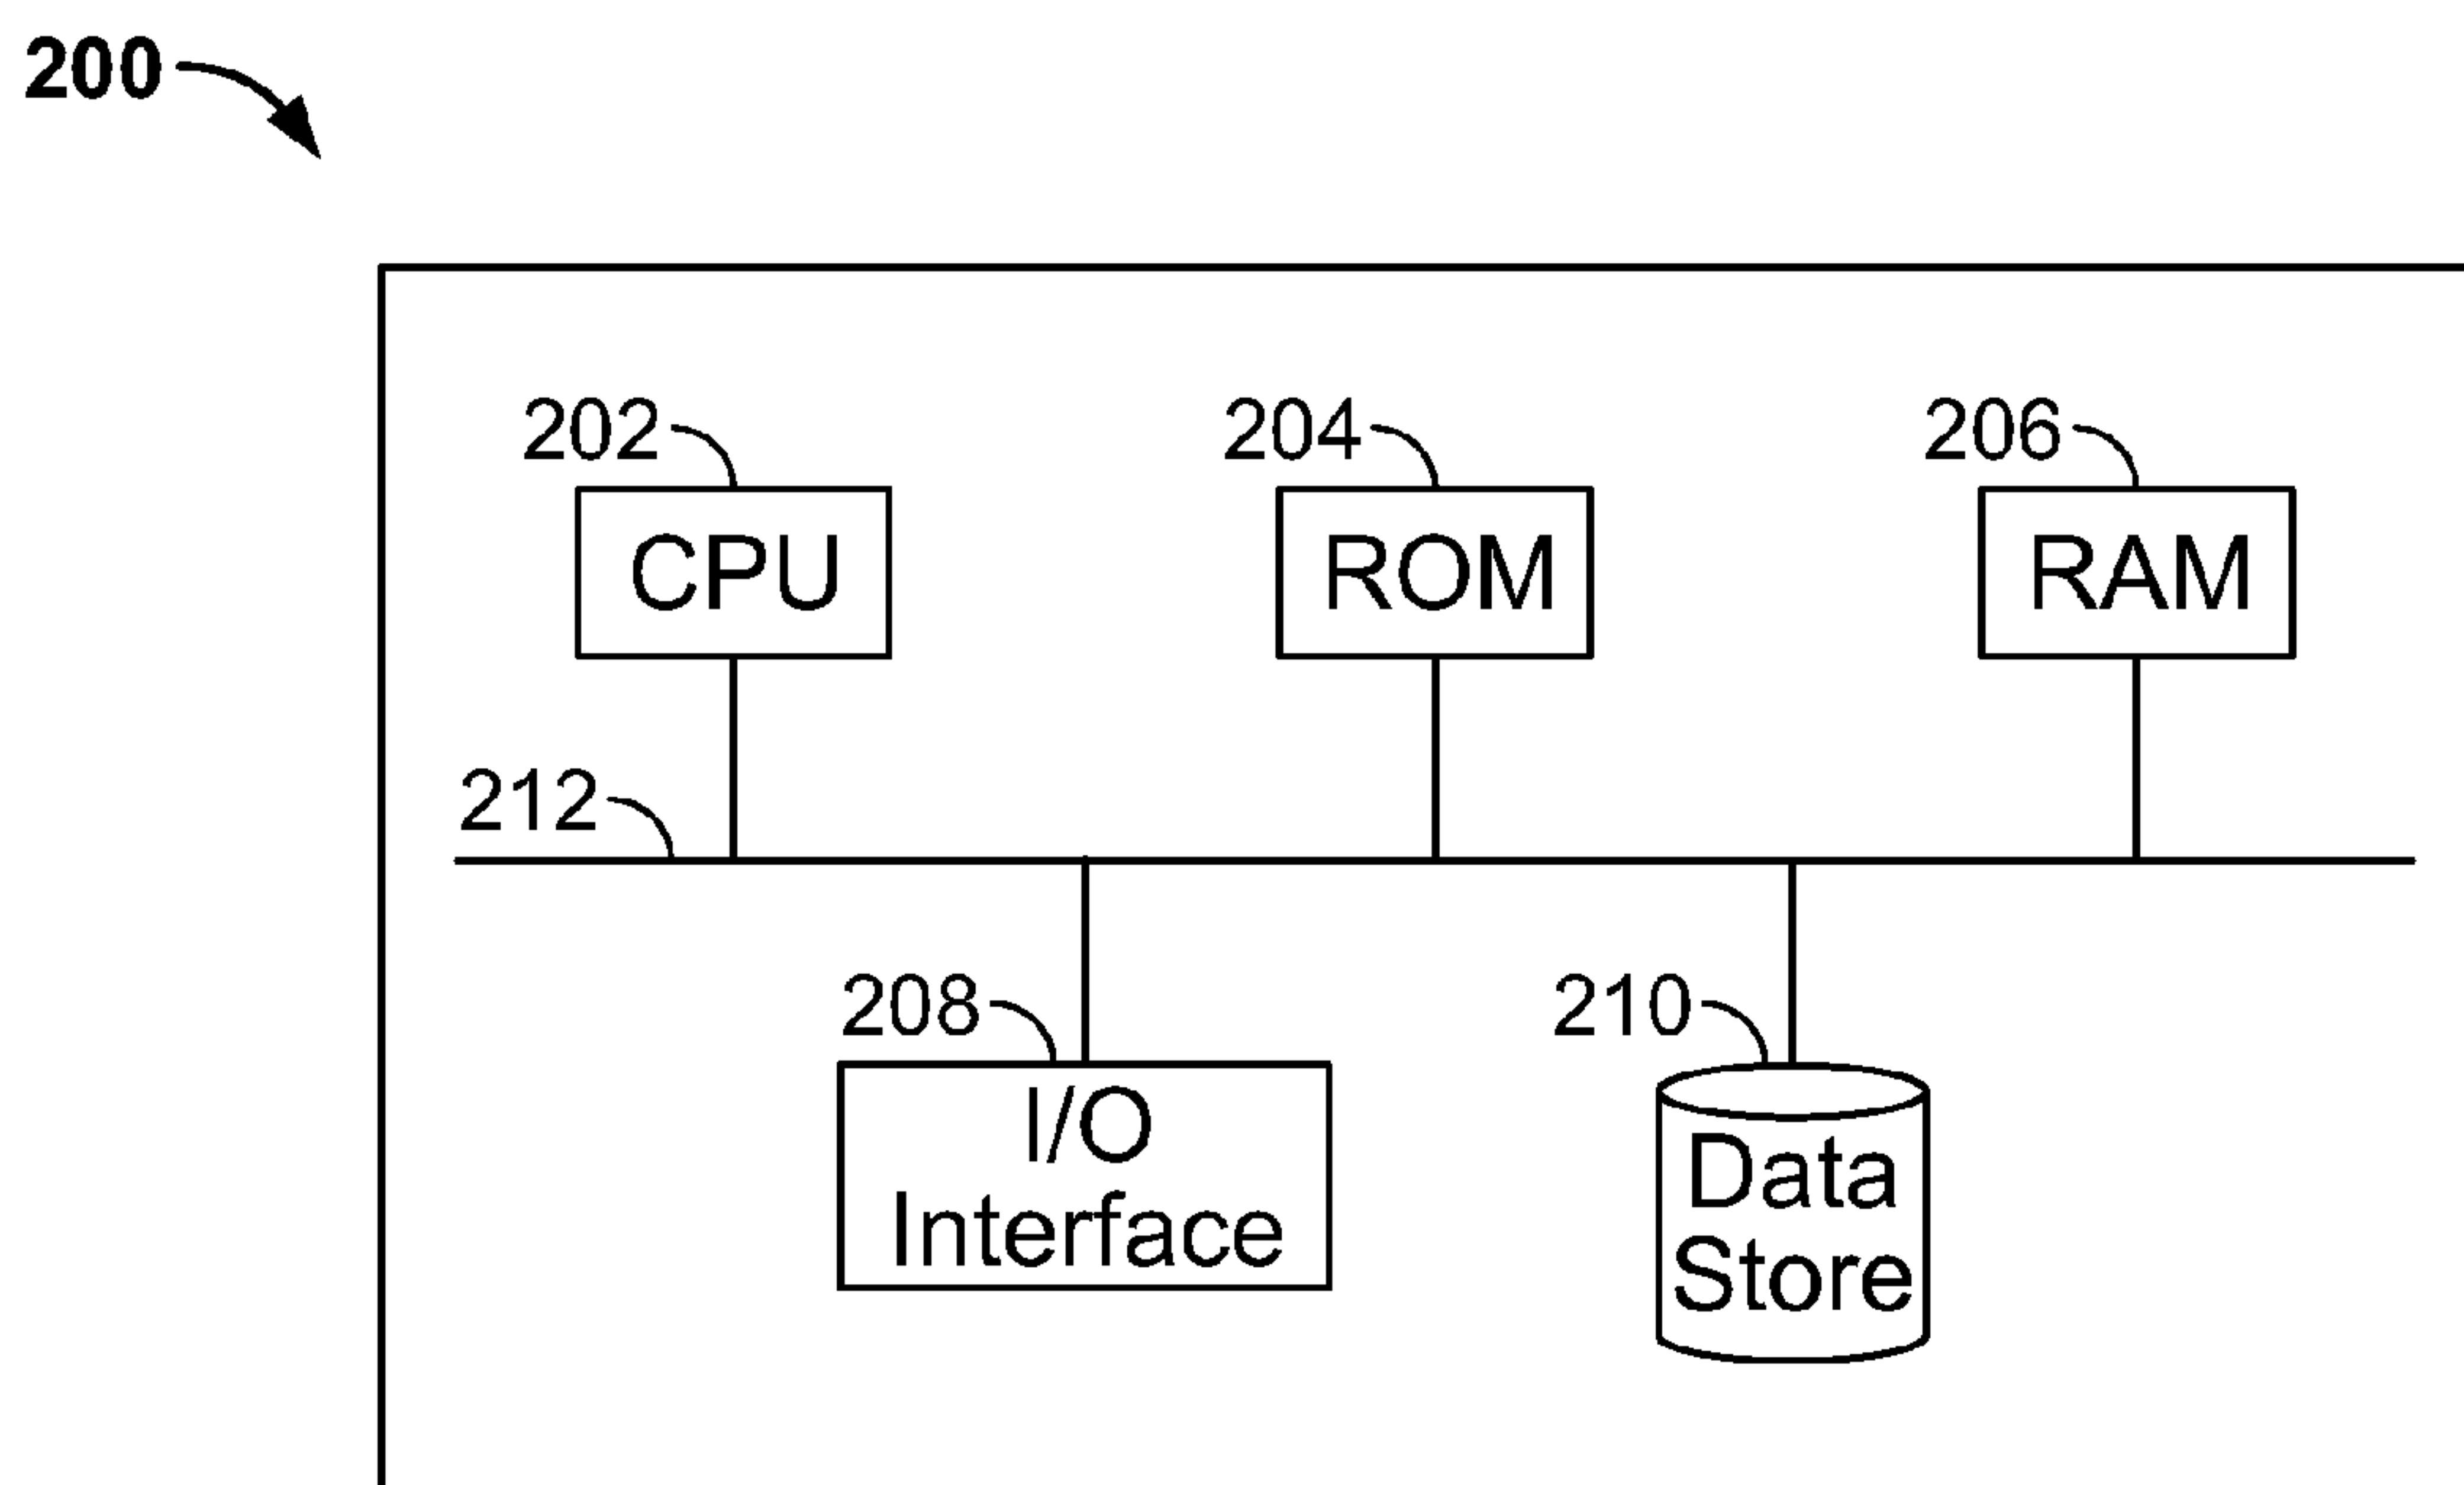 200
202
204
206
CPU
ROM
RAM
212
208
210
I/O
Interface
Data
Store